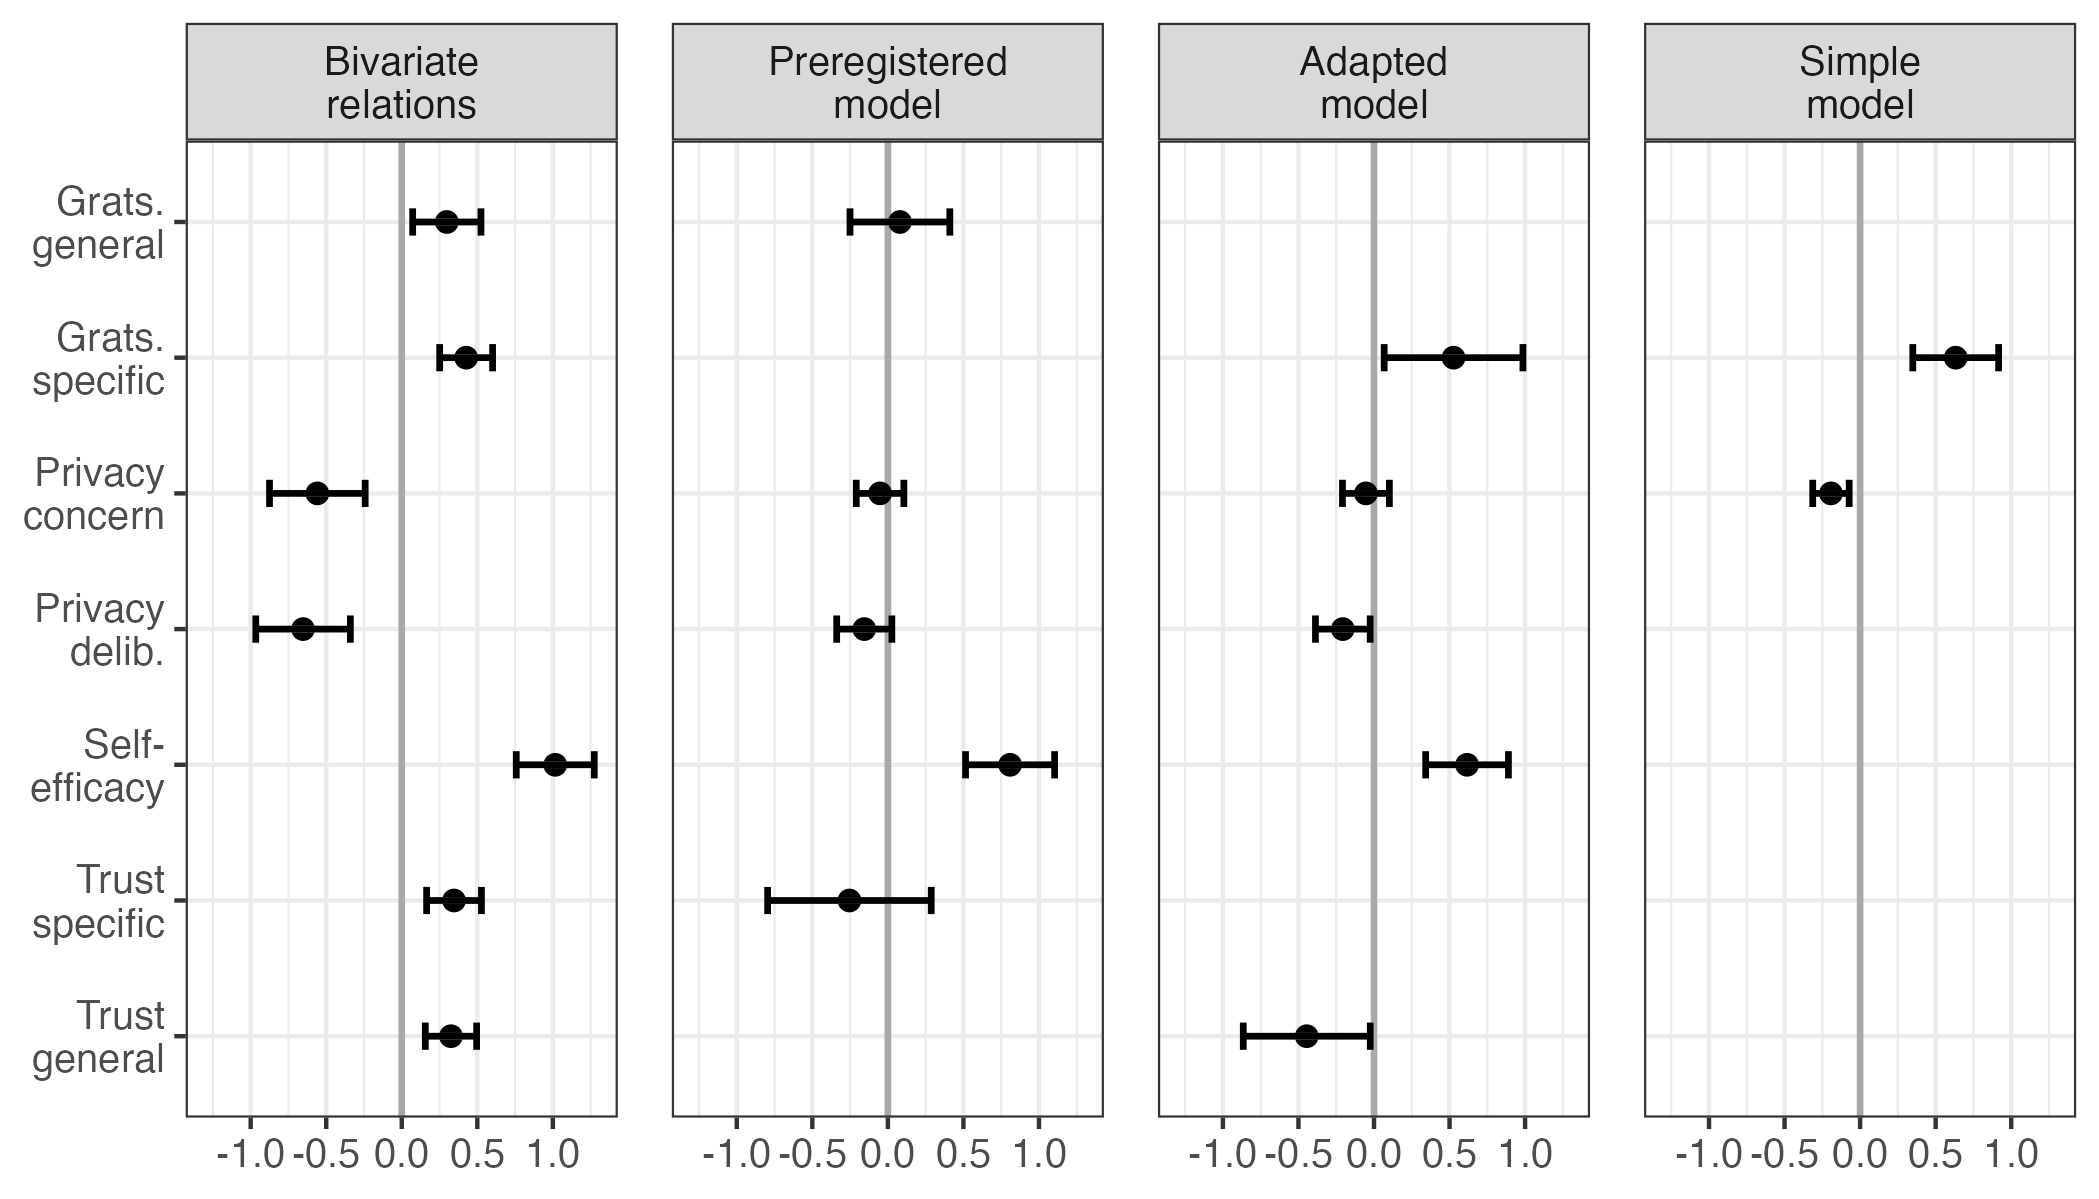 Bivariate
relations
Preregistered
model
Adapted
model
Simple
model
Grats.
general
Grats.
specific
Privacy
concern
Privacy
delib.
Self-
efficacy
Trust
specific
Trust
general
-1.0 -0.5 0.0 0.5 1.0
-1.0 -0.5 0.0 0.5 1.0
-1.0 -0.5 0.0 0.5 1.0
-1.0 -0.5 0.0 0.5 1.0